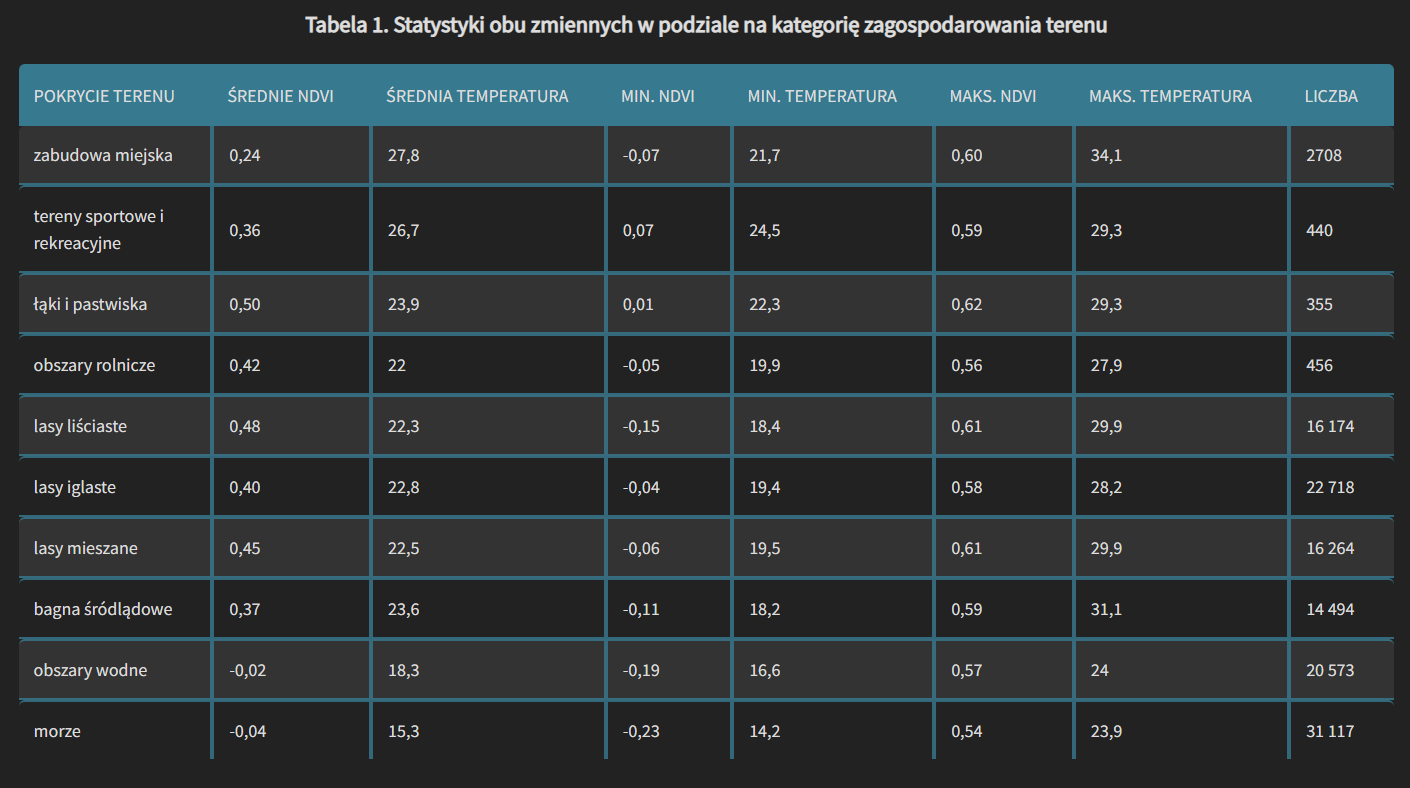 Tabela 1. Statystyki obu zmiennych w podziale na kategorię zagospodarowania terenu
POKRYCIE TERENU ŚREDNIE NDVI ŚREDNIA TEMPERATURA MIN. NDVI MIN. TEMPERATURA MAKS. NDVI MAKS. TEMPERATURA LICZBA
zabudowa miejska 0,24 27,8 -0,07 21,7 0,60 34,1 2708
tereny sportowe i
rekreacyjne 0,36 26,7 0,07 24,5 0,59 29,3 440
łąki i pastwiska 0,50 23,9 0,01 22,3 0,62 29,3 355
obszary rolnicze 0,42 22 -0,05 19,9 0,56 27,9 456
lasy liściaste 0,48 22,3 -0,15 18,4 0,61 29,9 16 174
lasy iglaste 0,40 22,8 -0,04 19,4 0,58 28,2 22 718
lasy mieszane 0,45 22,5 -0,06 19,5 0,61 29,9 16 264
bagna śródlądowe 0,37 23,6 -0,11 18,2 0,59 31,1 14 494
obszary wodne -0,02 18,3 -0,19 16,6 0,57 24 20 573
morze -0,04 15,3 -0,23 14,2 0,54 23,9 31 117